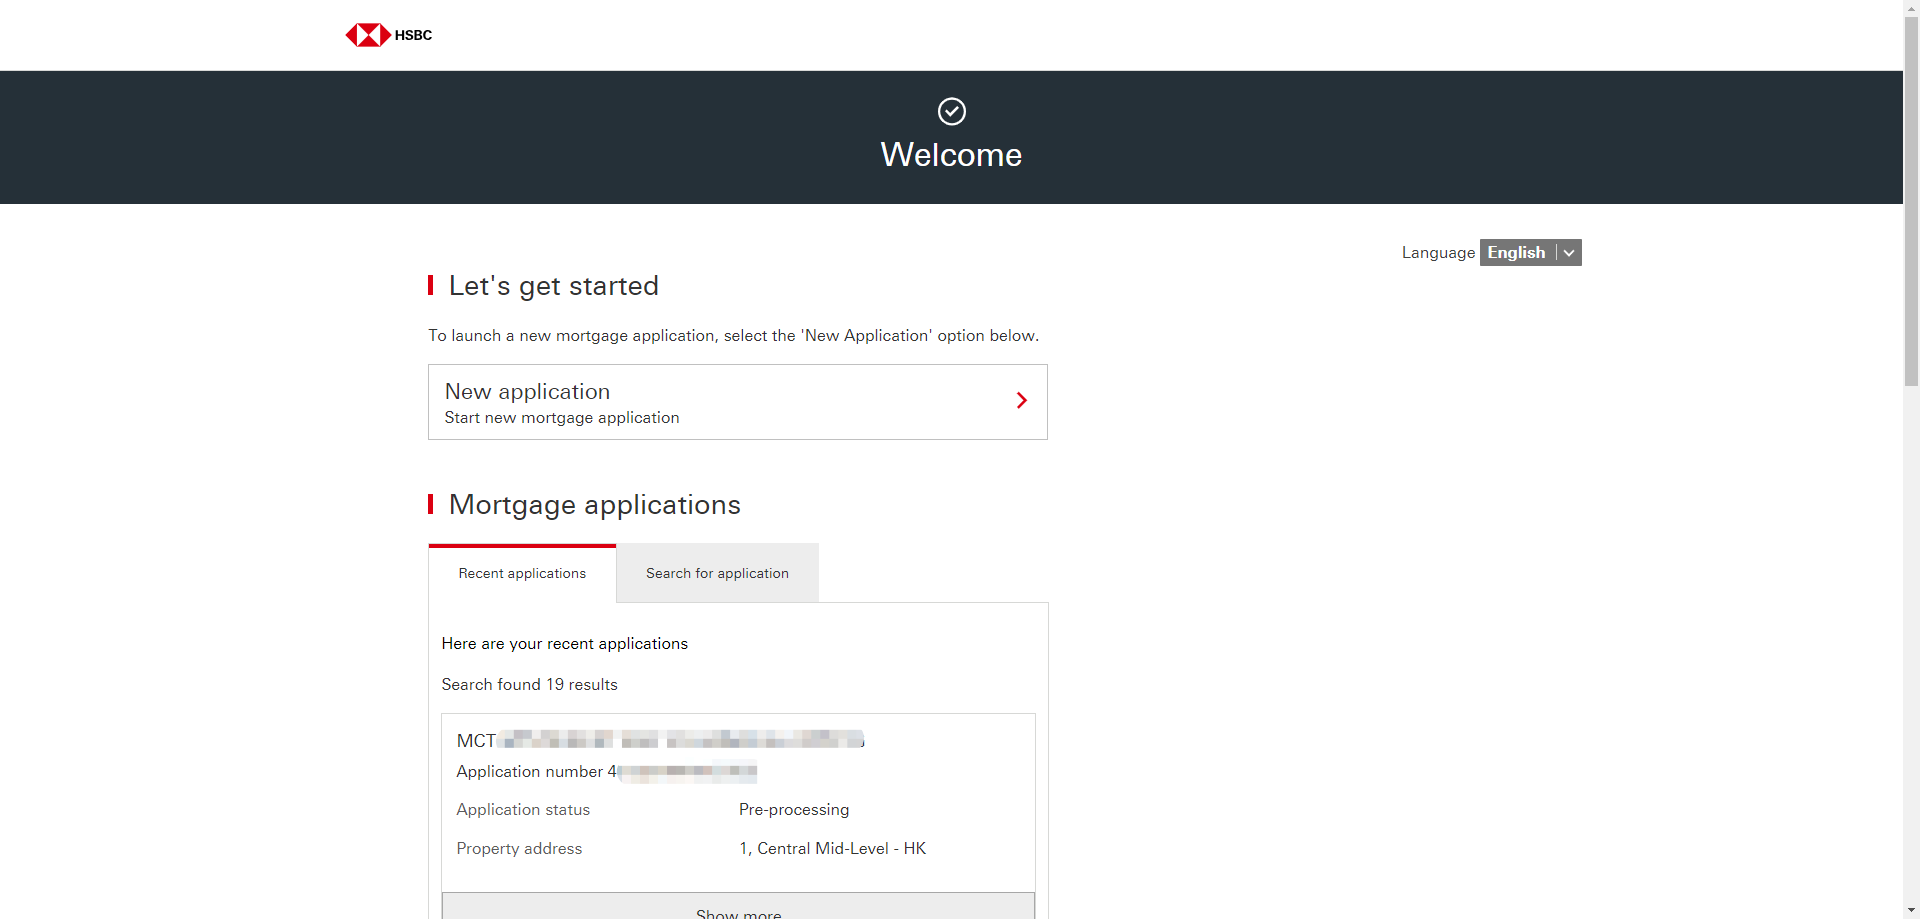 HSBC
Welcome
Language English
Let's get started
To launch a new mortgage application, select the 'New Application' option below.
New application
Start new mortgage application
Mortgage applications
Recent applications
Search for application
Here are your recent applications
Search found 19 results
MCT
Application number 4
Application status Pre-processing
Property address 1, Central Mid-Level - HK
Show more